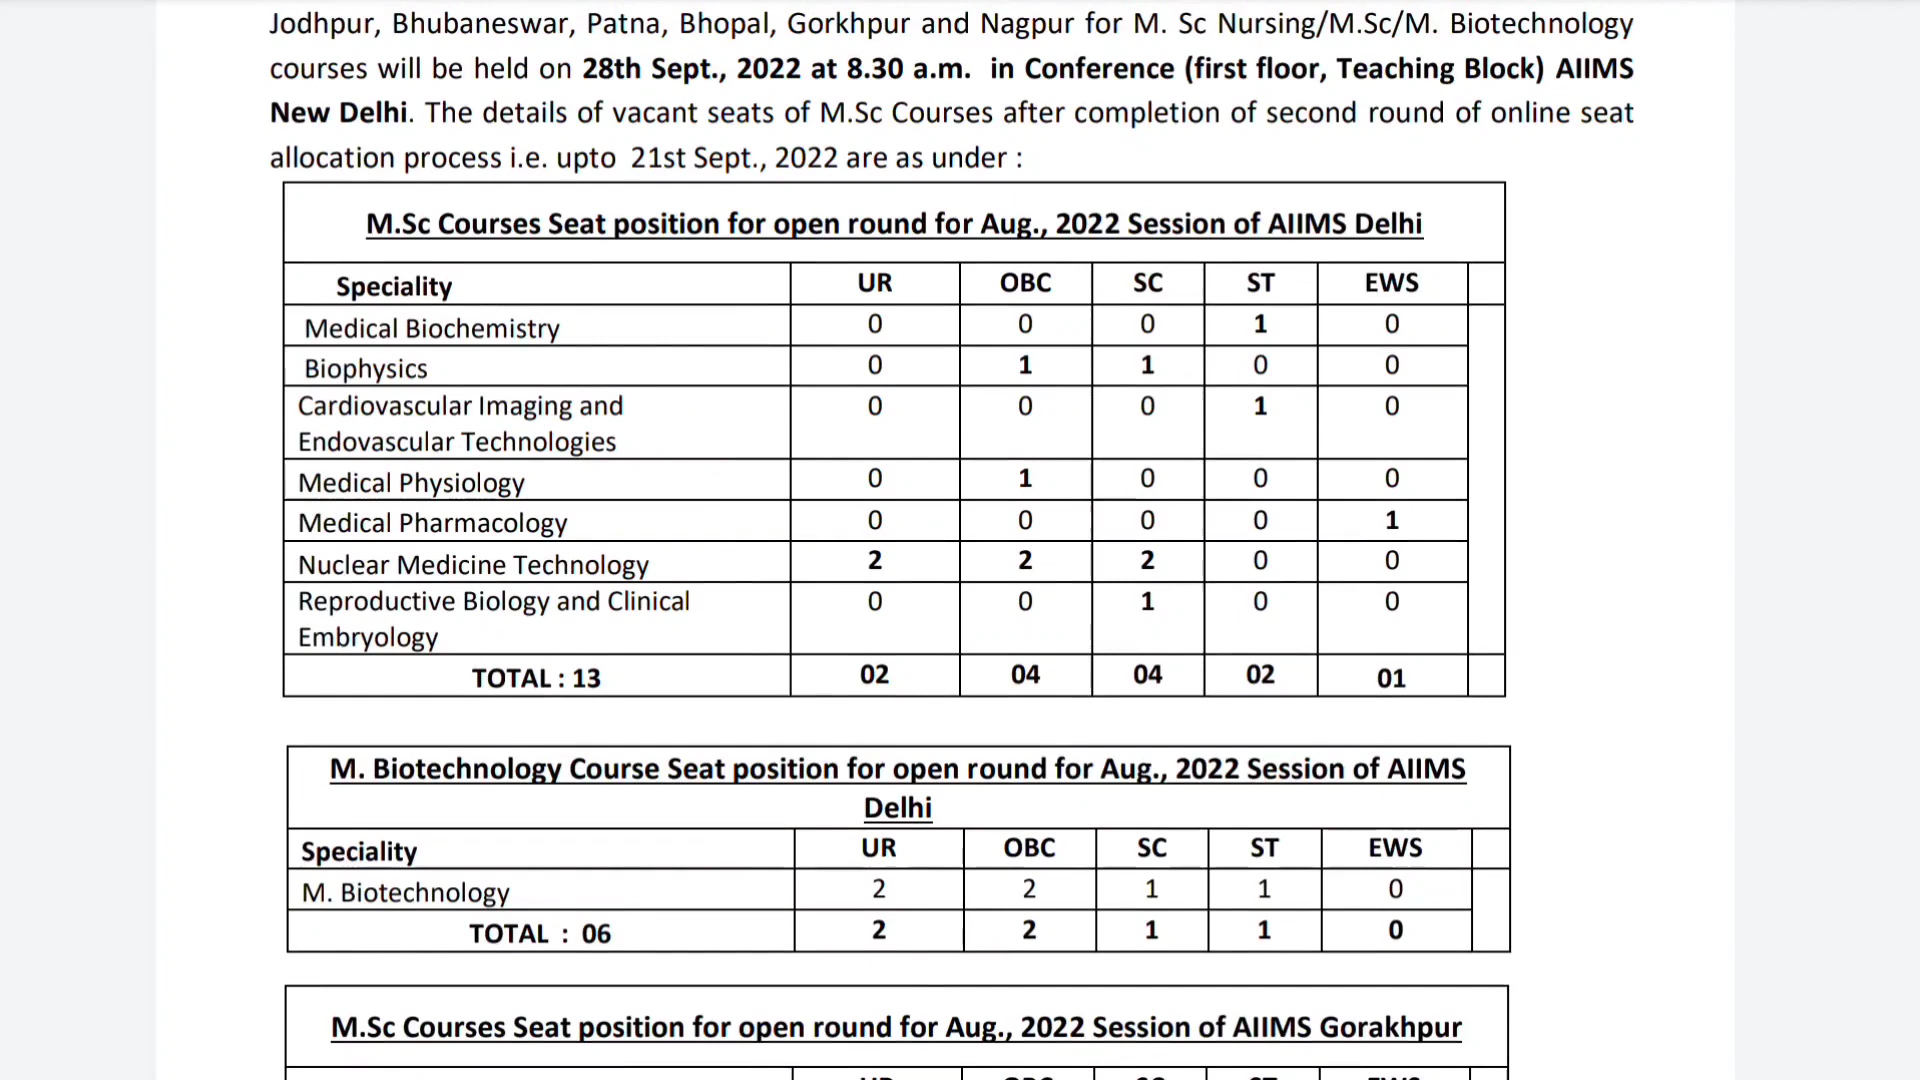 Jodhpur, Bhubaneswar, Patna, Bhopal, Gorkhpur and Nagpur for M. Sc Nursing/M.Sc/M. Biotechnology
courses will be held on 28th Sept., 2022 at 8.30 a.m. in Conference (first floor, Teaching Block) AIIMS
New Delhi. The details of vacant seats of M.Sc Courses after completion of second round of online seat
allocation process i.e. upto 21st Sept., 2022 are as under :
M.Sc Courses Seat position for open round for Aug., 2022 Session of AIIMS Delhi
Speciality UR OBC SC ST EWS
Medical Biochemistry 0 0 0 1 0
Biophysics 0 1 1 0 0
Cardiovascular Imaging and 0 0 0 1 0
Endovascular Technologies
Medical Physiology 0 1 0 0 0
Medical Pharmacology 0 0 0 0 1
Nuclear Medicine Technology 2 2 2 0 0
Reproductive Biology and Clinical 0 0 1 0 0
Embryology
TOTAL : 13 02 04 04 02 01
M. Biotechnology Course Seat position for open round for Aug., 2022 Session of AIIMS
Delhi
Speciality UR OBC SC ST EWS
M. Biotechnology 2 2 1 1 0
TOTAL : 06 2 2 1 1 0
M.Sc Courses Seat position for open round for Aug., 2022 Session of AIIMS Gorakhpur